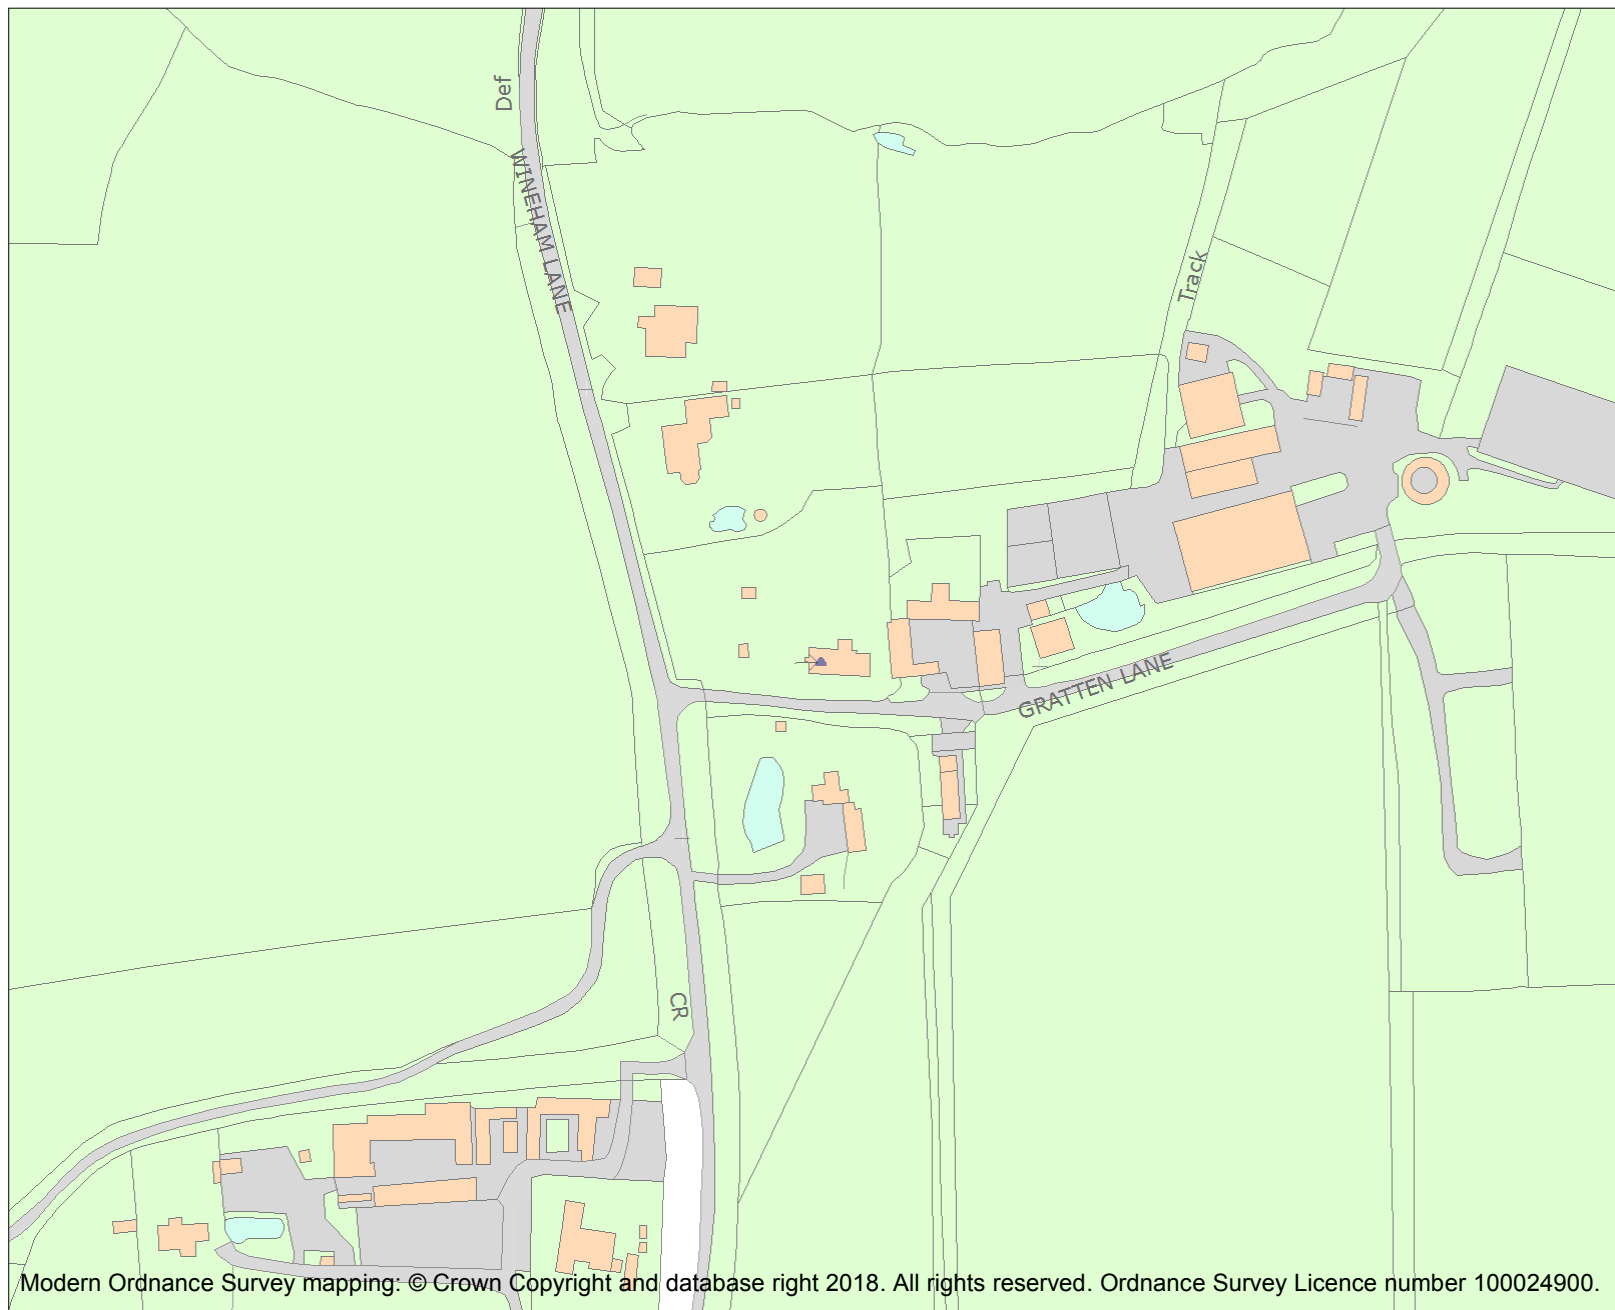 Def
WINEHAM LANE
Track
GRATTEN LANE
CR
Modern Ordnance Survey mapping: © Crown Copyright and database right 2018. All rights reserved. Ordnance Survey Licence number 100024900.